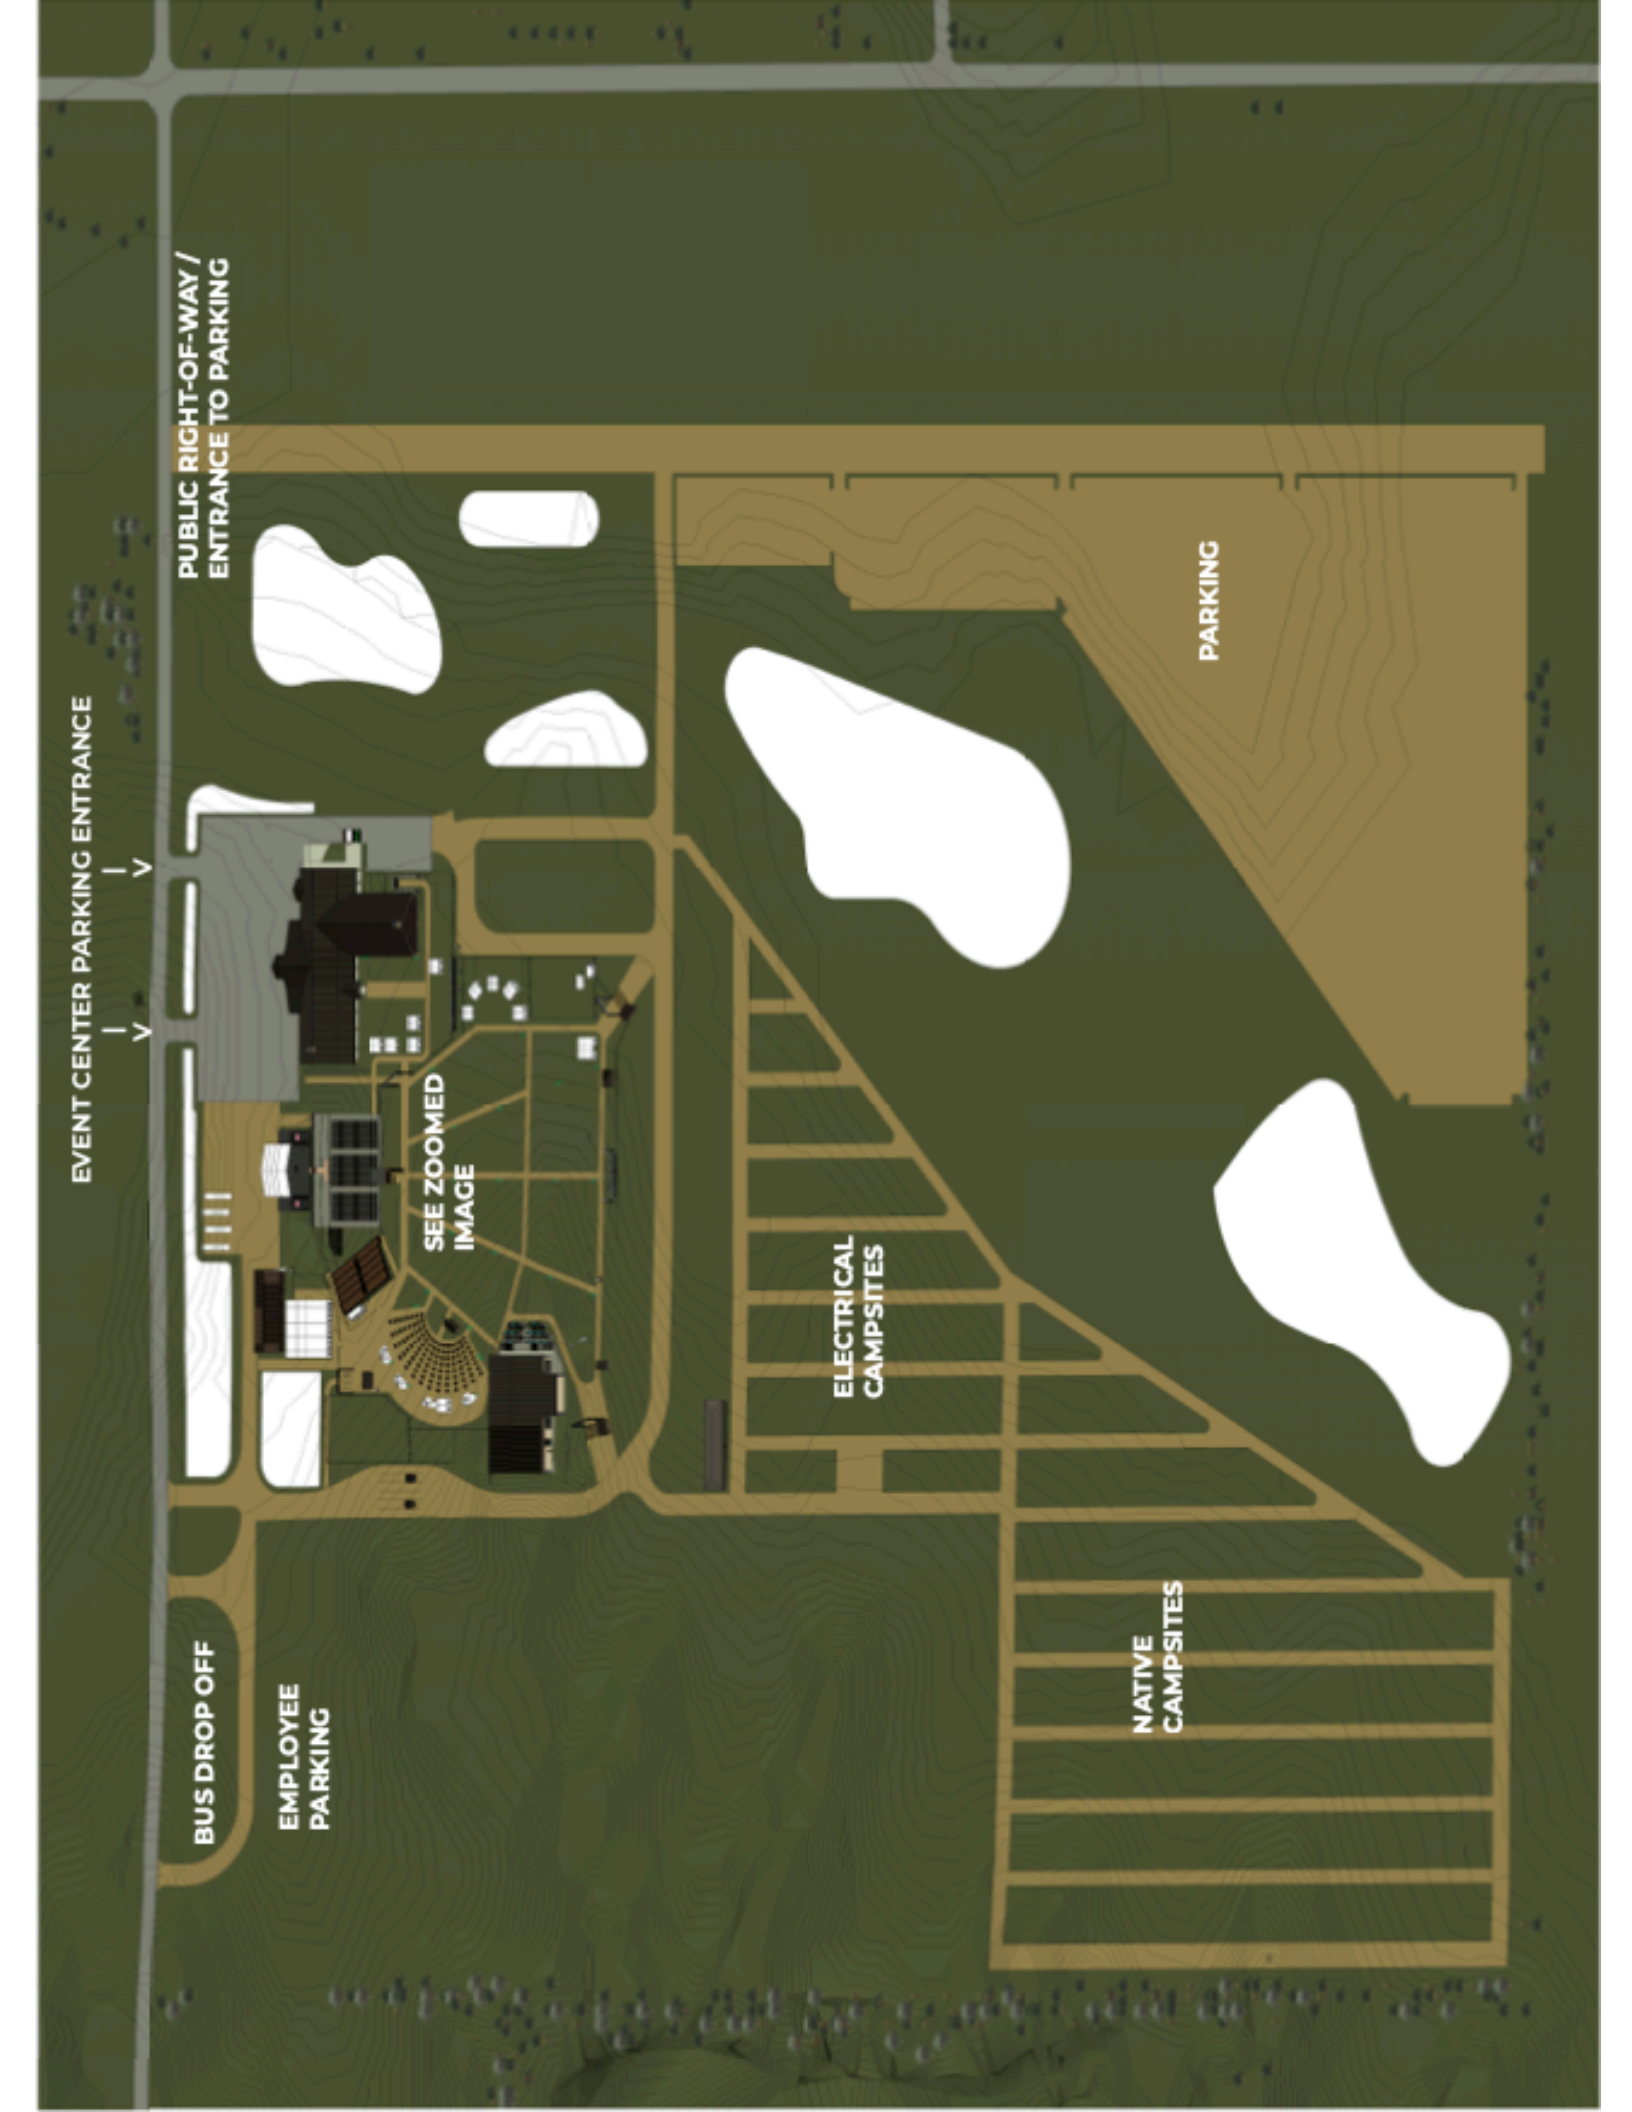 BUS DROP OFF
EMPLOYEE
PARKING
EVENT CENTER PARKING ENTRANCE
PUBLIC RIGHT-OF-WAY /
ENTRANCE TO PARKING
SEE ZOOMED
IMAGE
ELECTRICAL
CAMPSITES
NATIVE
CAMPSITES
PARKING